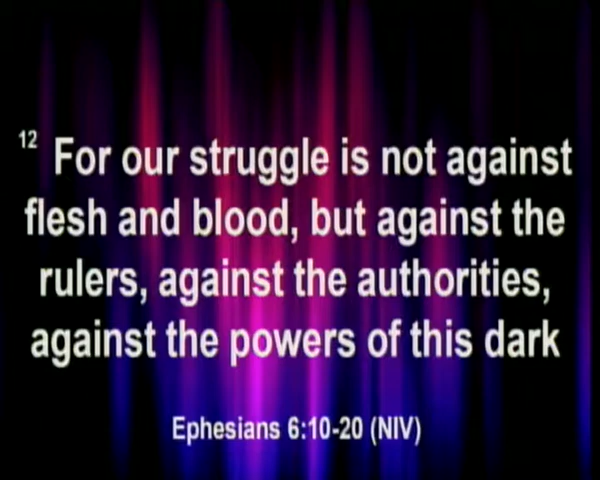 12 For our struggle is not against
flesh and blood, but against the
rulers, against the authorities,
against the powers of this dark
Ephesians 6:10-20 (NIV)